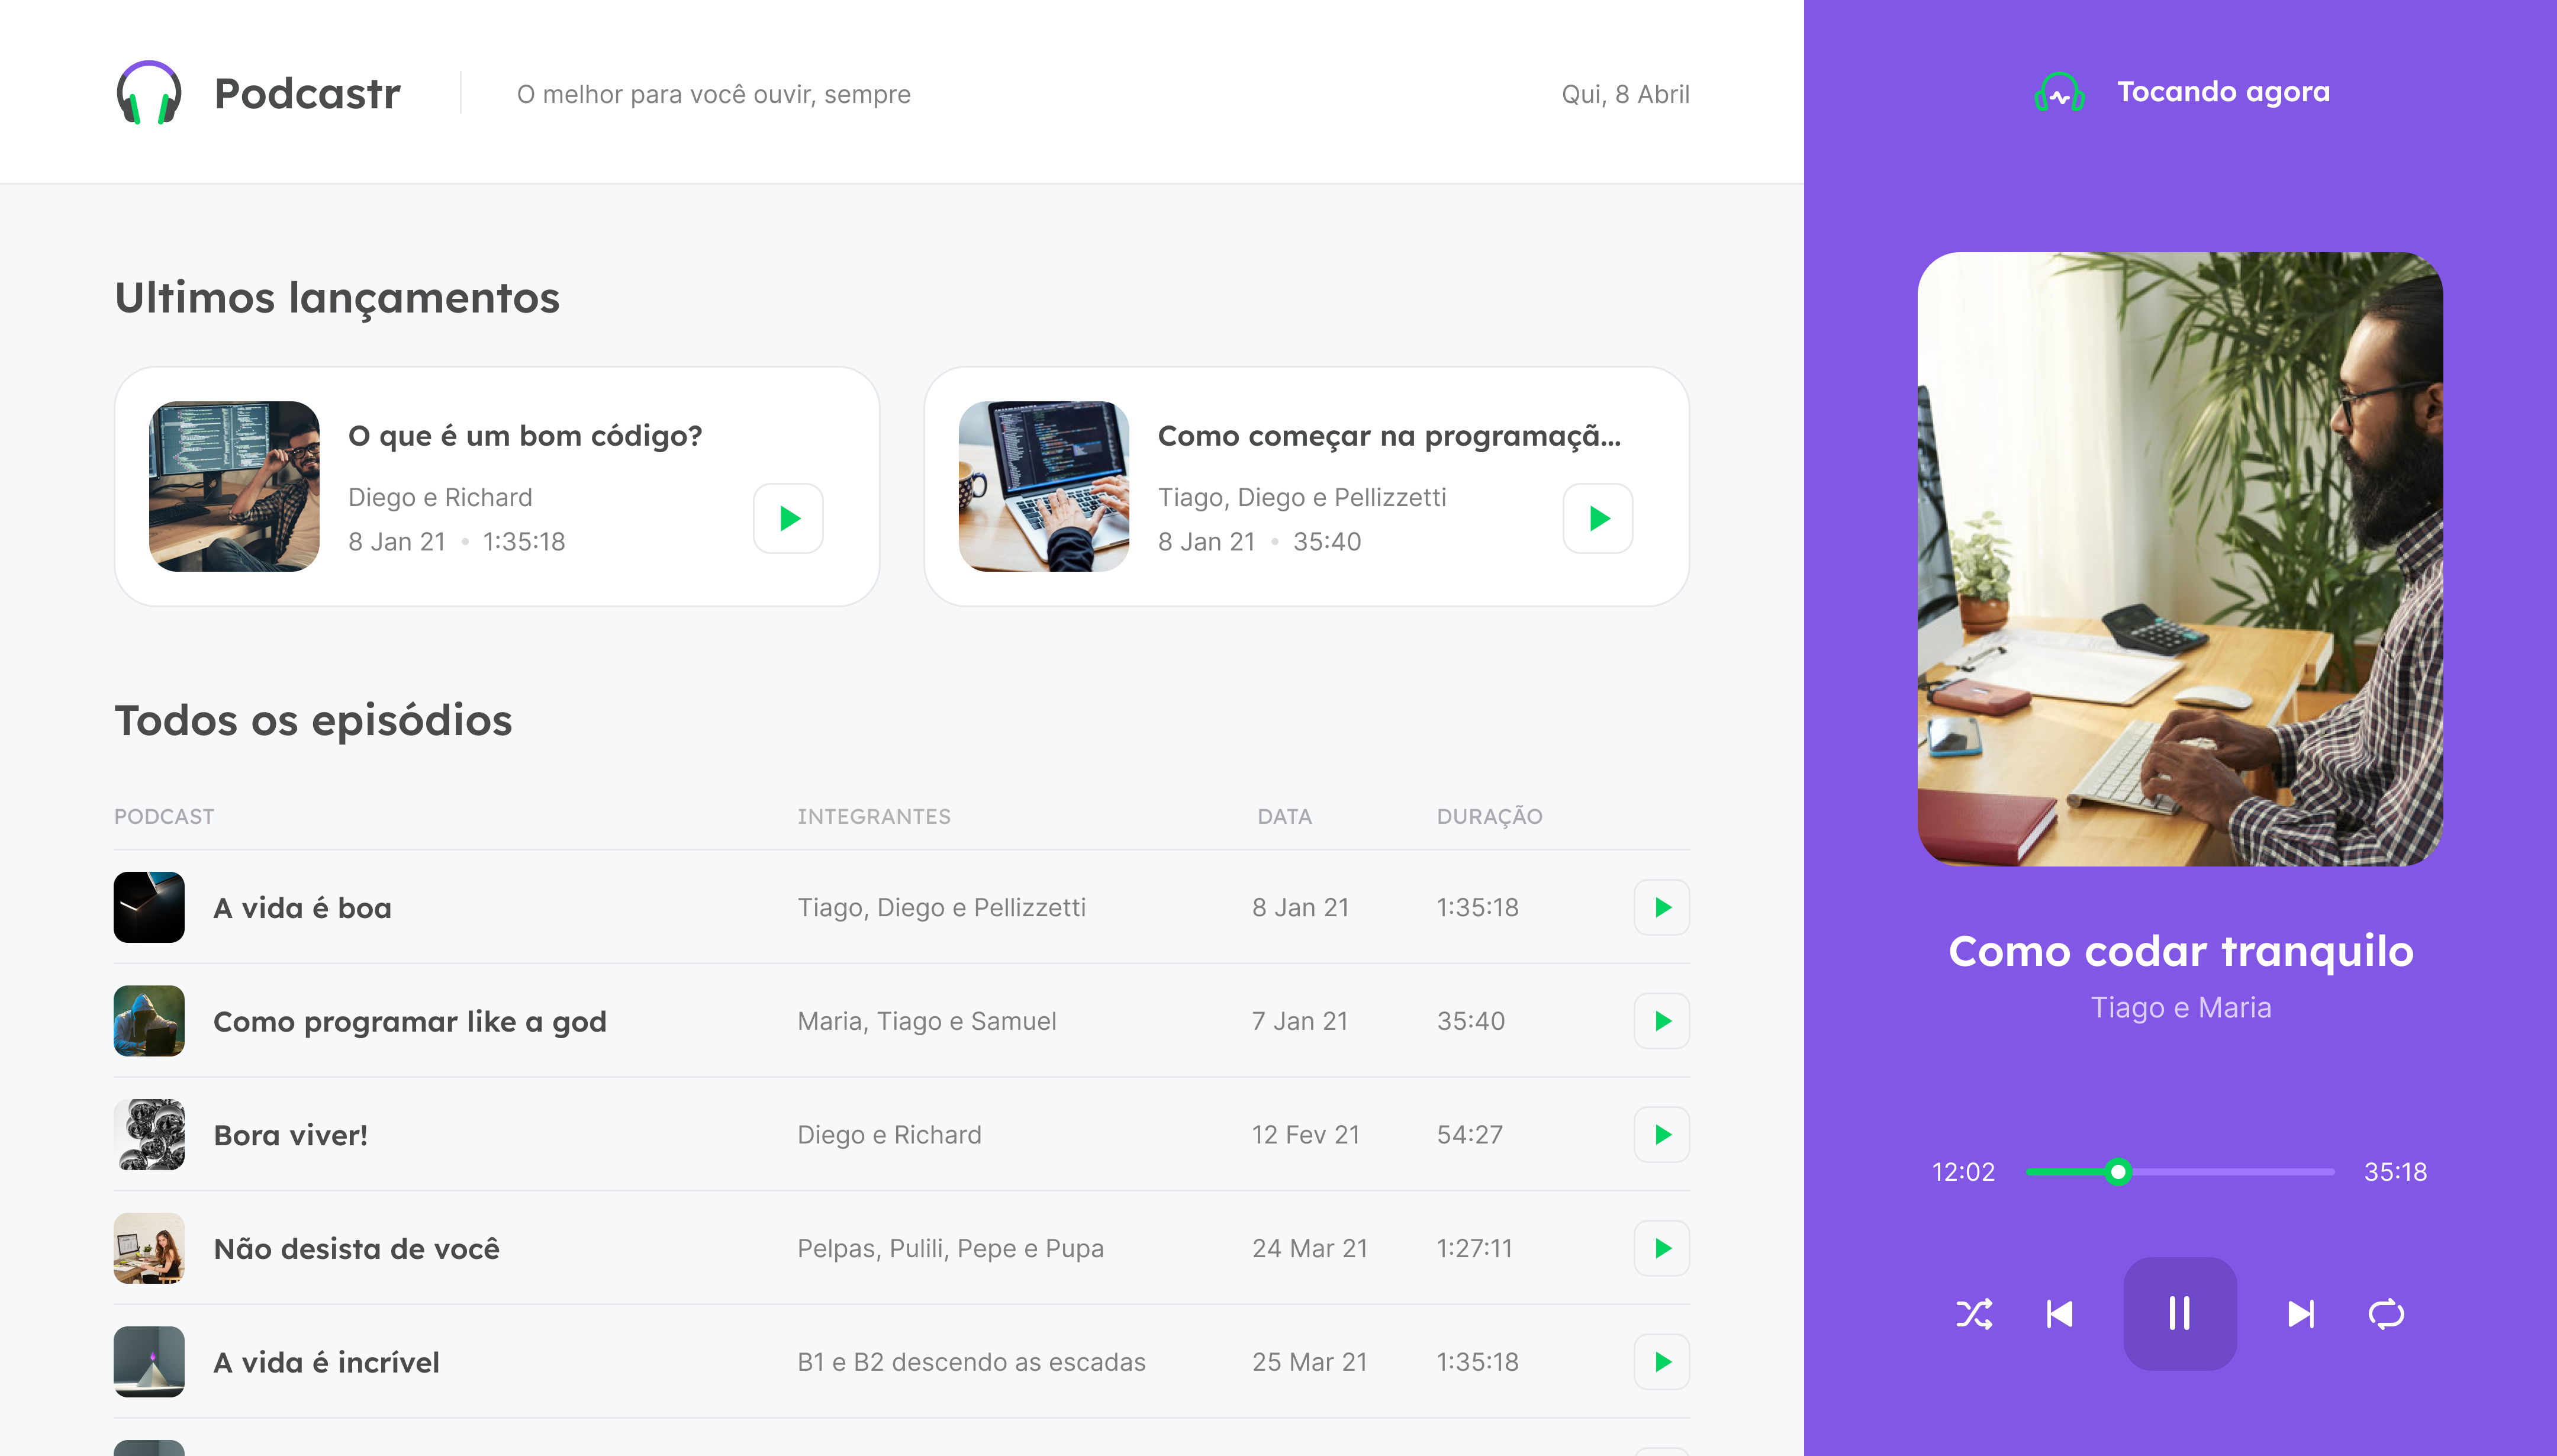 Podcastr
O melhor para você ouvir, sempre
Qui, 8 Abril
Ultimos lançamentos
O que é um bom código?
Diego e Richard
8 Jan 21 • 1:35:18
Como começar na programaçã...
Tiago, Diego e Pellizzetti
8 Jan 21 • 35:40
Todos os episódios
PODCAST INTEGRANTES DATA DURAÇÃO
A vida é boa Tiago, Diego e Pellizzetti 8 Jan 21 1:35:18
Como programar like a god Maria, Tiago e Samuel 7 Jan 21 35:40
Bora viver! Diego e Richard 12 Fev 21 54:27
Não desista de você Pelpas, Pulili, Pepe e Pupa 24 Mar 21 1:27:11
A vida é incrível B1 e B2 descendo as escadas 25 Mar 21 1:35:18
Tocando agora
Como codar tranquilo
Tiago e Maria
12:02 35:18